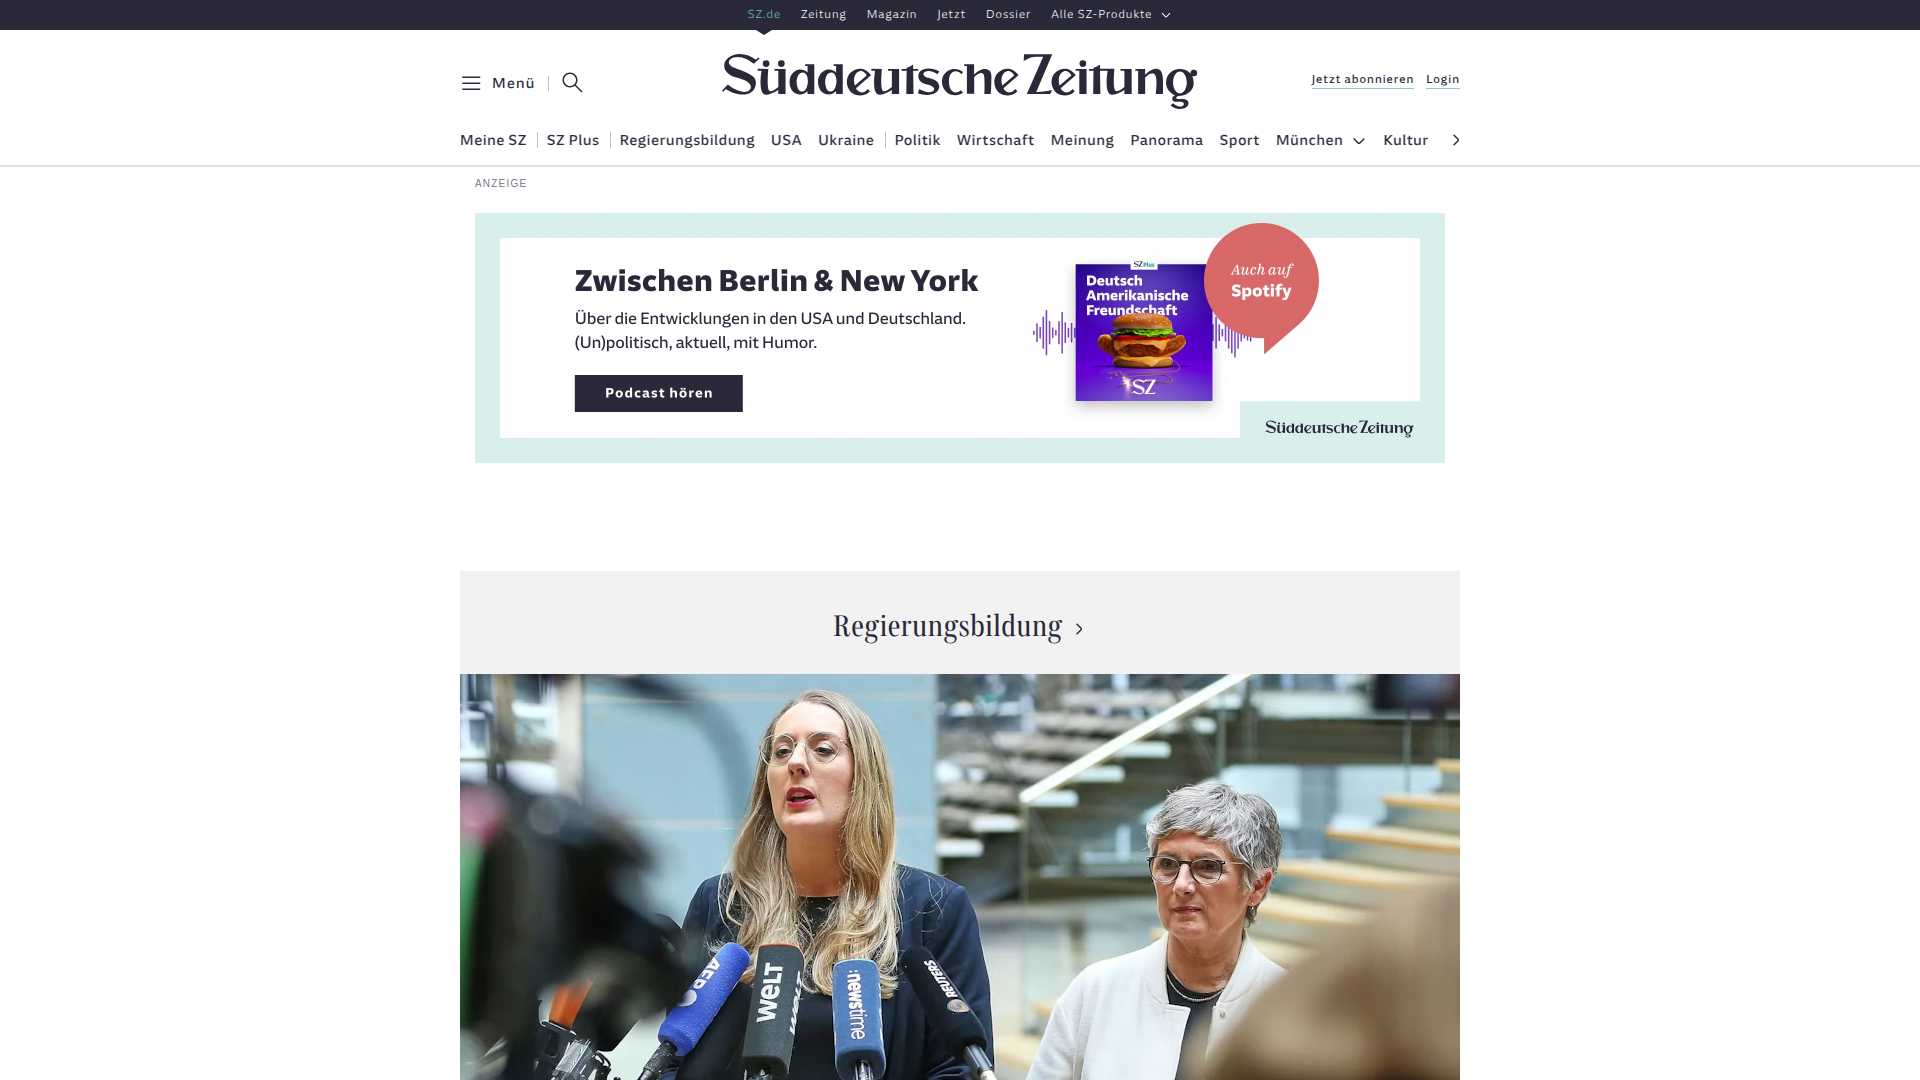 SZ.de Zeitung Magazin Jetzt Dossier Alle SZ-Produkte
Menü
Süddeutsche Zeitung
Jetzt abonnieren Login
Meine SZ SZ Plus Regierungsbildung USA Ukraine Politik Wirtschaft Meinung Panorama Sport München Kultur
ANZEIGE
Zwischen Berlin & New York
Über die Entwicklungen in den USA und Deutschland.
(Un)politisch, aktuell, mit Humor.
Podcast hören
SZ Plus
Deutsch
Amerikanische
Freundschaft
SZ
Auch auf
Spotify
Süddeutsche Zeitung
Regierungsbildung
AFP
WELT
WELT
:newstime
REUTERS